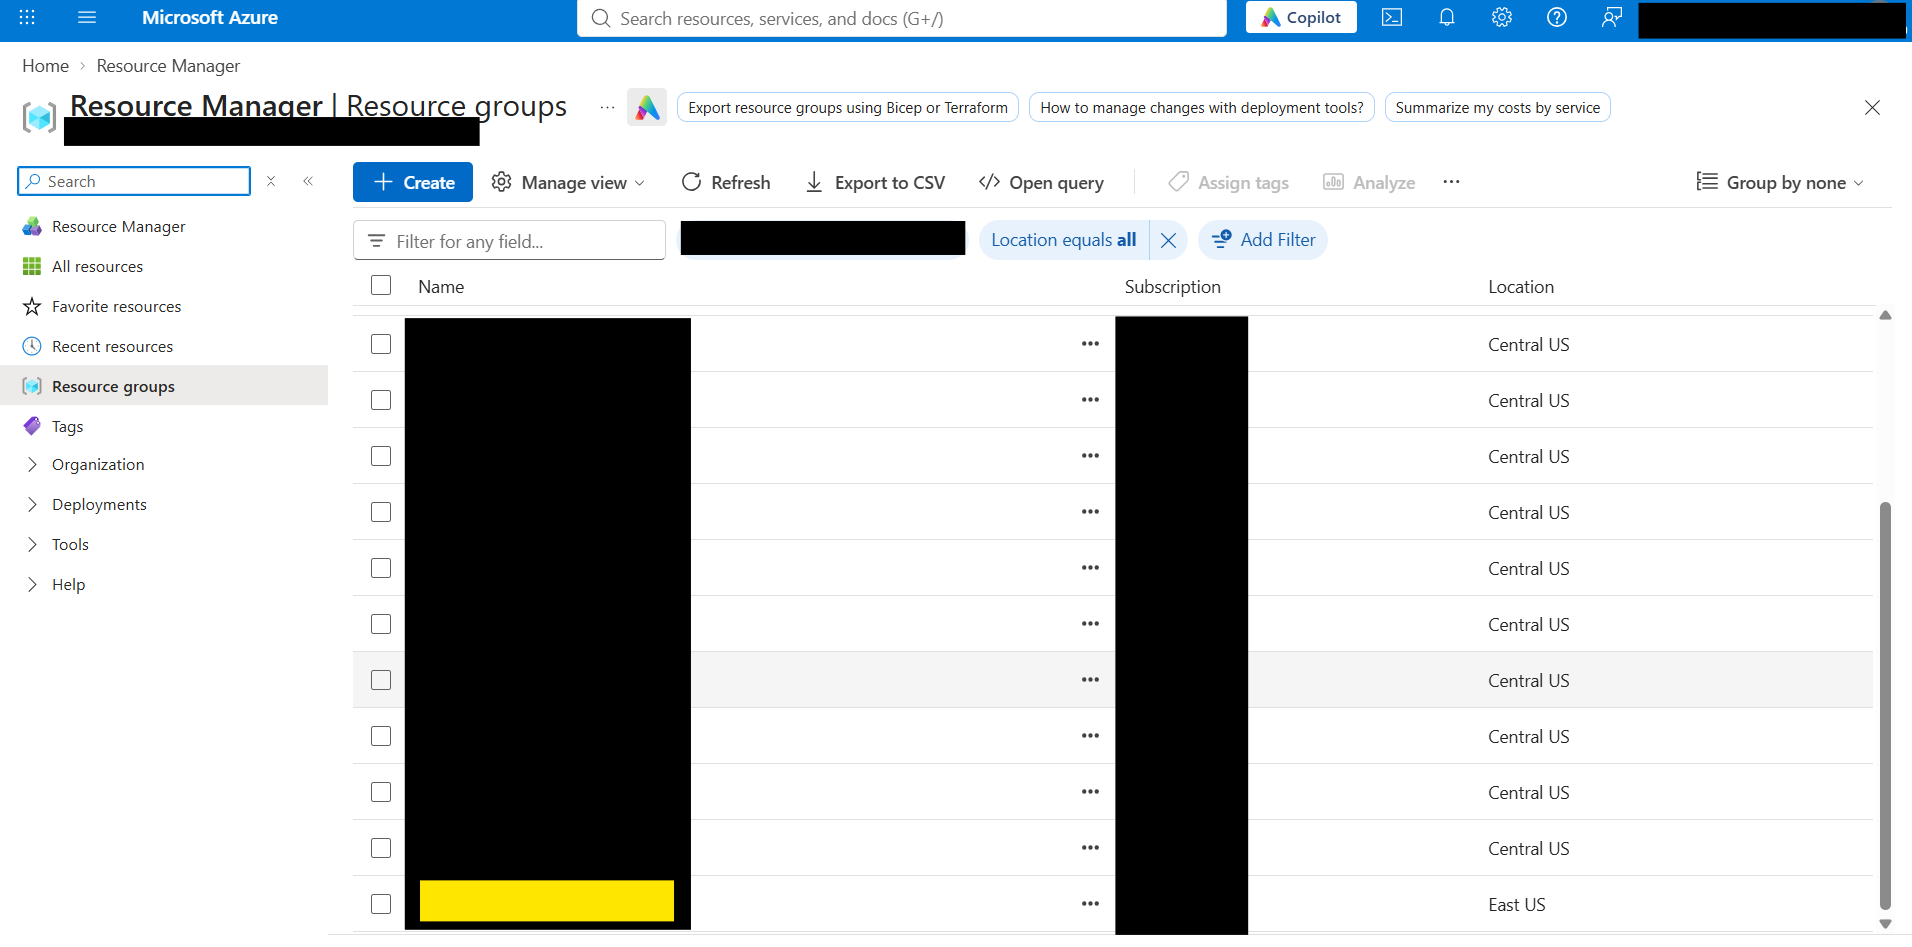 Microsoft Azure
Search resources, services, and docs (G+/)
Copilot
Home > Resource Manager
Resource Manager | Resource groups
...
Export resource groups using Bicep or Terraform
How to manage changes with deployment tools?
Summarize my costs by service
Search
Resource Manager
All resources
Favorite resources
Recent resources
Resource groups
Tags
Organization
Deployments
Tools
Help
Create
Manage view
Refresh
Export to CSV
Open query
Assign tags
Analyze
Group by none
Filter for any field...
Location equals all
Add Filter
Name Subscription Location
Central US
Central US
Central US
Central US
Central US
Central US
Central US
Central US
Central US
Central US
East US